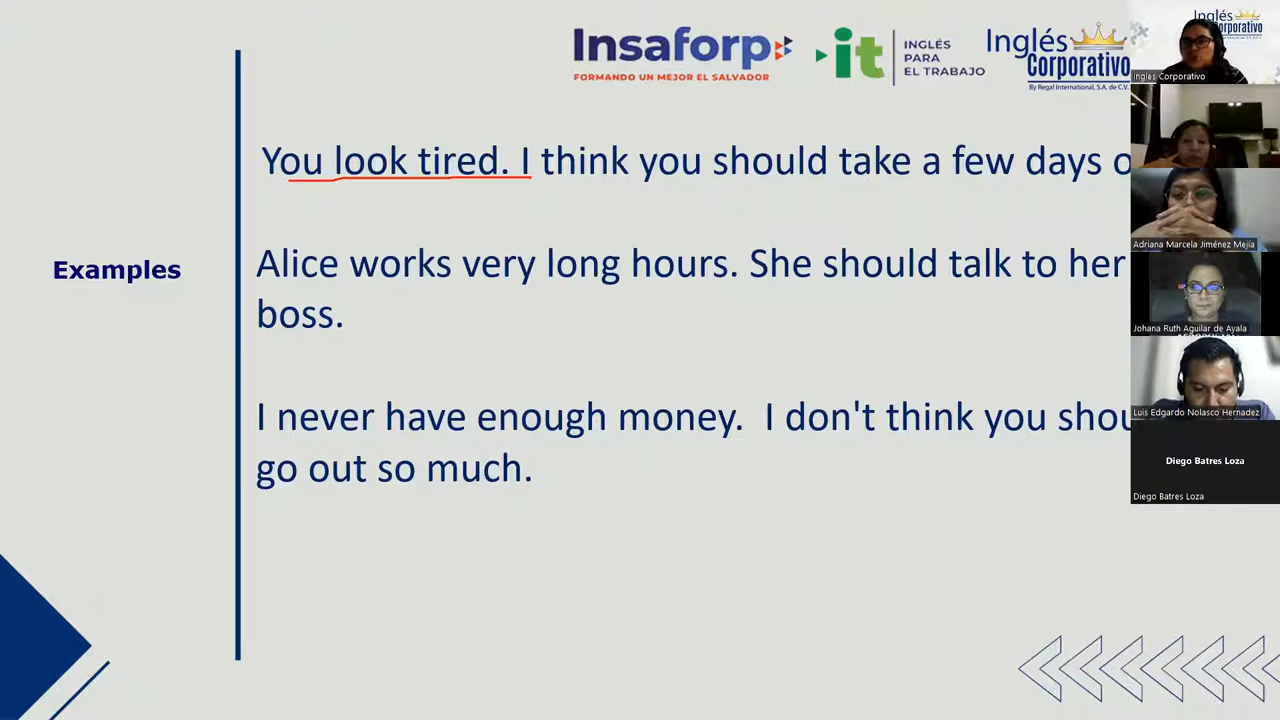 Insaforp
FORMANDO UN MEJOR EL SALVADOR
it
INGLÉS
PARA
EL TRABAJO
Inglés
Corporativo
By Regal International, S.A. de C.V.
Inglés
Corporativo
Ingles Corporativo
You look tired. I think you should take a few days
Examples
Alice works very long hours. She should talk to her
boss.
I never have enough money. I don't think you
go out so much.
Adriana Marcela Jiménez Mejía
Johana Ruth Aguilar de Ayala
Luis Edgardo Nolasco Hernadez
Diego Batres Loza
Diego Batres Loza